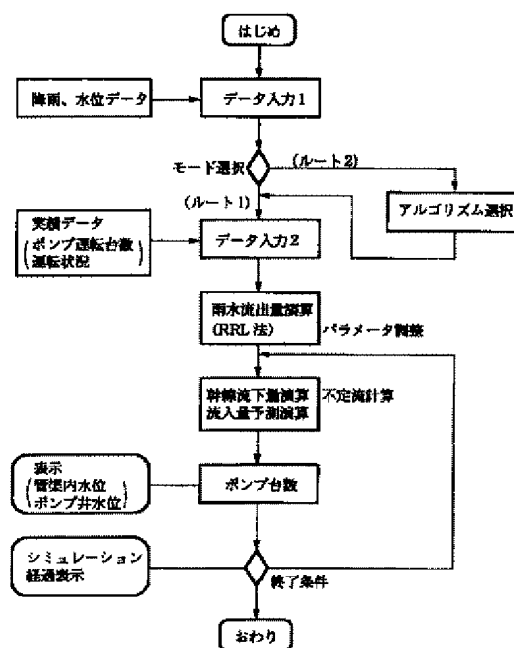 はじめ
降雨、水位データ
データ入力1
モード選択
(ルート2)
(ルート1)
アルゴリズム選択
実績データ
(ポンプ運転台数
運転状況)
データ入力2
雨水流出量演算
(RRL法)
パラメータ調整
幹線流下量演算
流入量予測演算
不定流計算
表示
(管渠内水位
ポンプ井水位)
ポンプ台数
シミュレーション
経過表示
終了条件
おわり